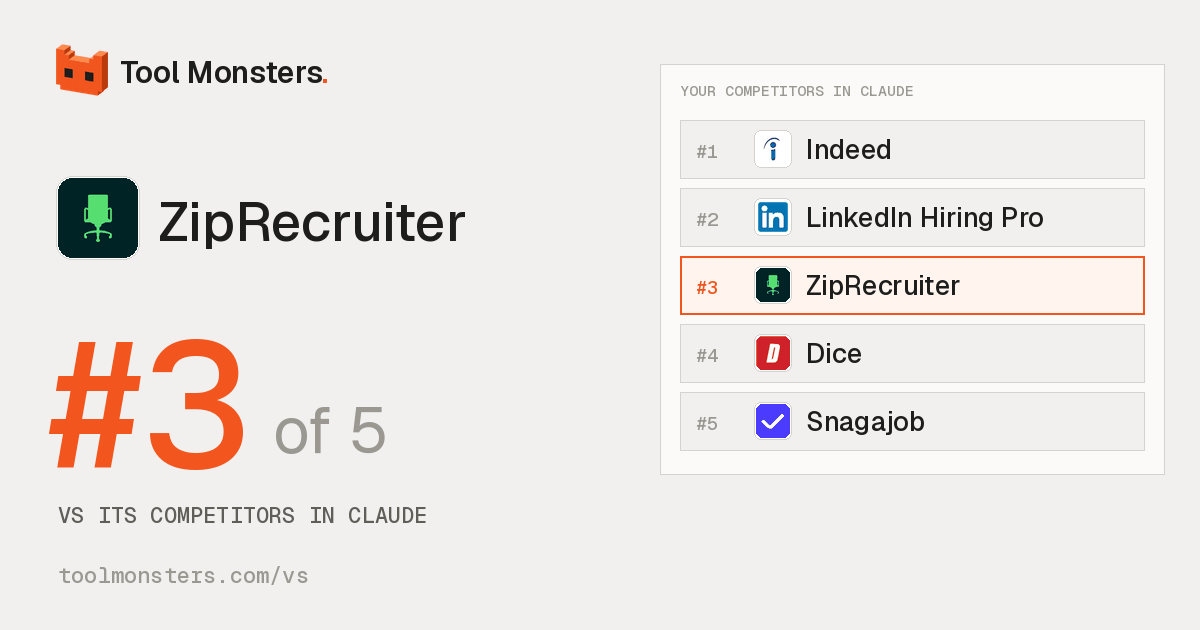 Tool Monsters.
ZipRecruiter
#3 of 5
VS ITS COMPETITORS IN CLAUDE
toolmonsters.com/vs
YOUR COMPETITORS IN CLAUDE
#1 Indeed
#2 LinkedIn Hiring Pro
#3 ZipRecruiter
#4 Dice
#5 Snagajob